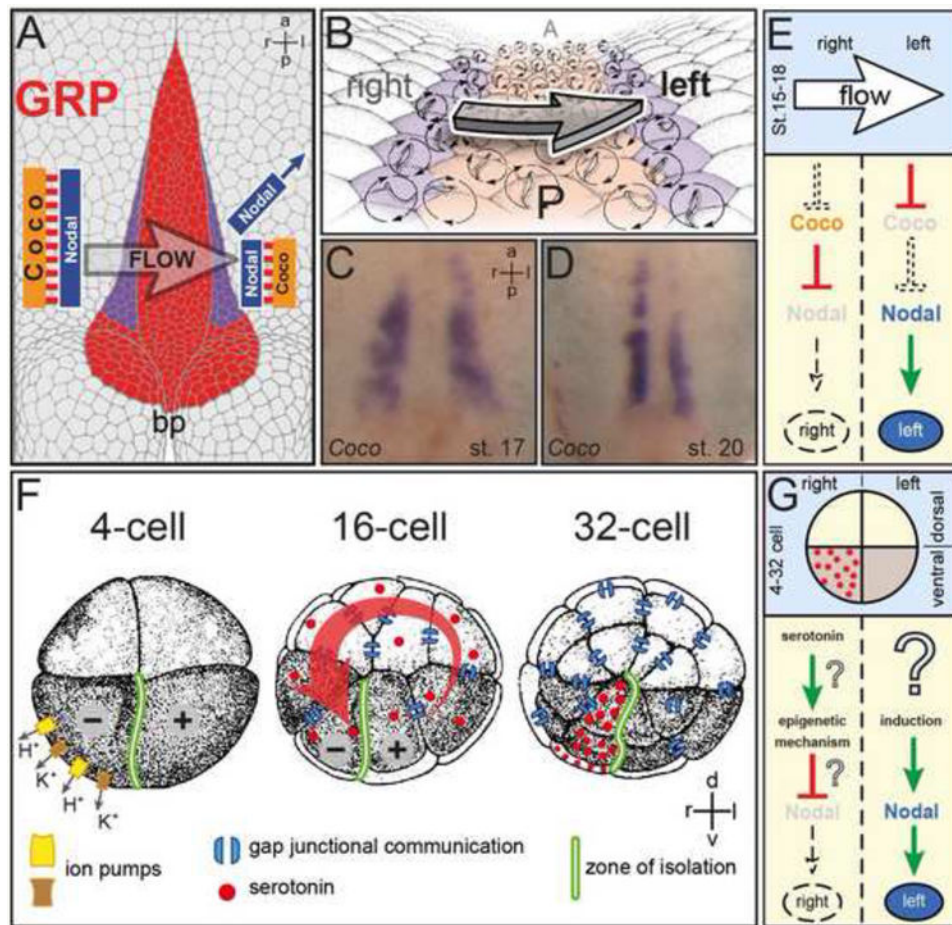 A
a
r l
p
GRP
Coco
Nodal
Nodal
FLOW
Nodal
Coco
bp
B
A
right
left
P
C
a
r l
p
Coco
st. 17
D
Coco
st. 20
E
right left
St.15-18
flow
Coco Coco
Nodal Nodal
right left
F
4-cell 16-cell 32-cell
- +
- +
H+
K+
H+
K+
d
r l
v
ion pumps
gap junctional communication
serotonin
zone of isolation
G
right left
4-32 cell
ventral dorsal
serotonin
?
?
epigenetic induction
mechanism
?
Nodal Nodal
right left